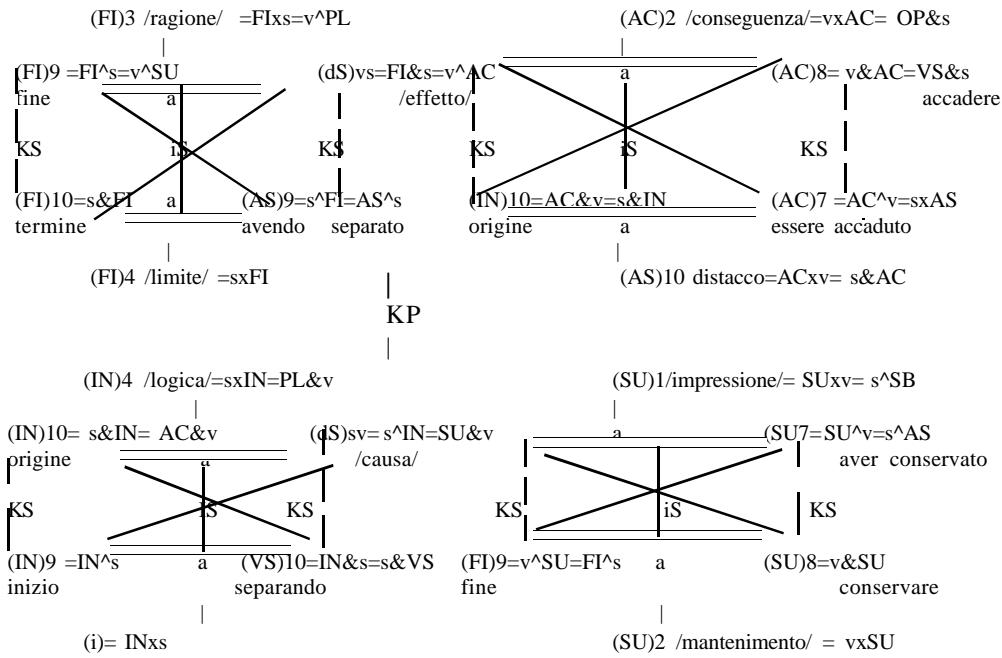 (FI)3 /ragione/ =FIxs=v^PL (AC)2 /conseguenza/=vxAC= OP&s
(FI)9 =FI^s=v^SU (dS)vs=FI&s=v^AC a (AC)8= v&AC=VS&s
fine a /effetto/ accadere
KS iS KS KS iS KS
(FI)10=s&FI a (AS)9=s^FI=AS^s (IN)10=AC&v=s&IN (AC)7 =AC^v=sxAS
termine avendo separato origine a essere accaduto
(FI)4 /limite/ =sxFI (AS)10 distacco=ACxv= s&AC
KP
(IN)4 /logica/=sxIN=PL&v (SU)1/impressione/= SUxv= s^SB
(IN)10= s&IN= AC&v (dS)sv= s^IN=SU&v a (SU7=SU^v=s^AS
origine a /causa/ aver conservato
KS iS KS KS iS KS
(IN)9 =IN^s a (VS)10=IN&s=s&VS (FI)9=v^SU=FI^s a (SU)8=v&SU
inizio separando fine conservare
(i)= INxs (SU)2 /mantenimento/ = vxSU